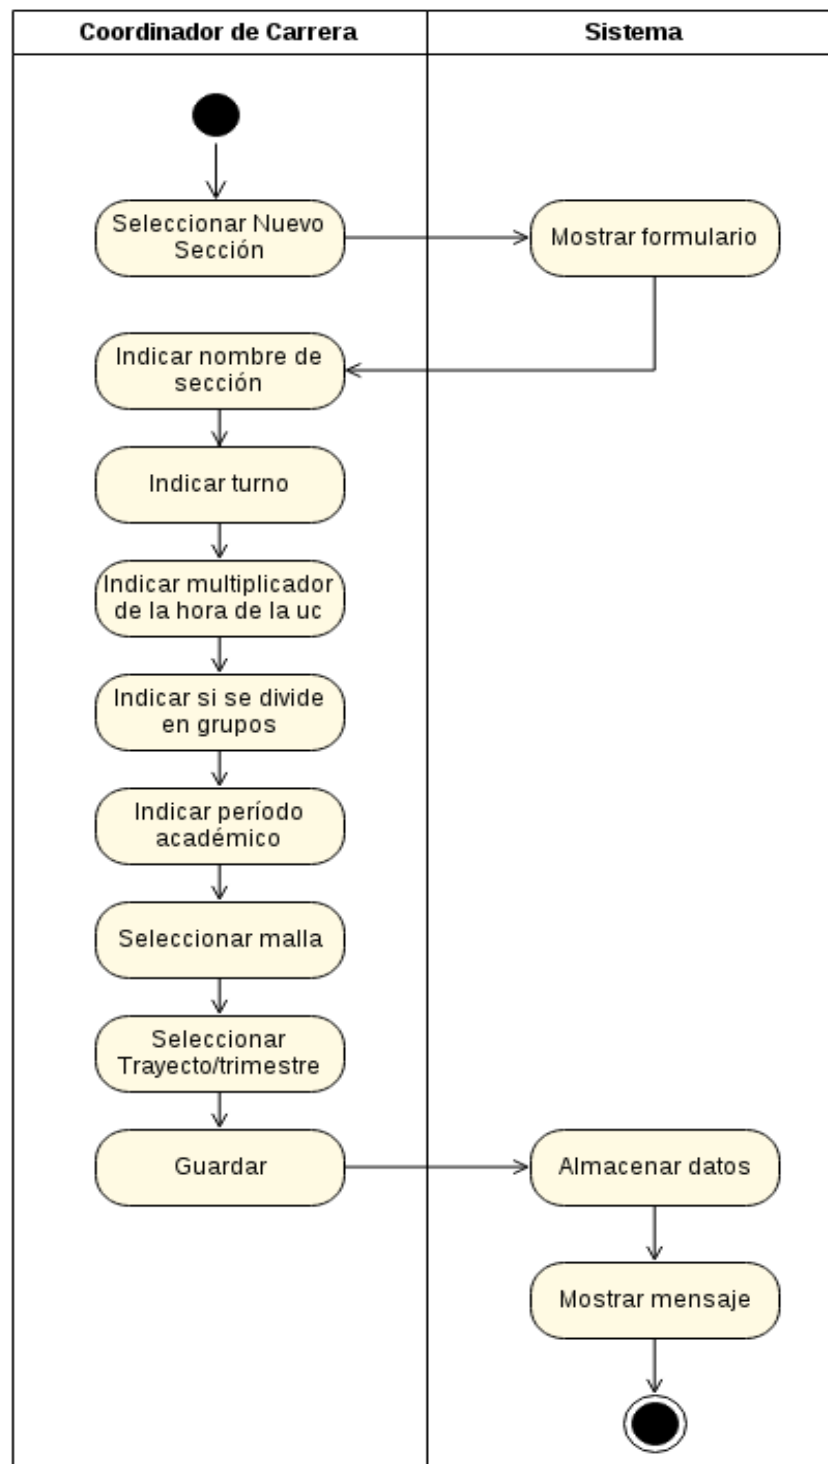 Coordinador de Carrera
Sistema
Seleccionar Nuevo
Sección
Mostrar formulario
Indicar nombre de
sección
Indicar turno
Indicar multiplicador
de la hora de la uc
Indicar si se divide
en grupos
Indicar período
académico
Seleccionar malla
Seleccionar
Trayecto/trimestre
Guardar
Almacenar datos
Mostrar mensaje